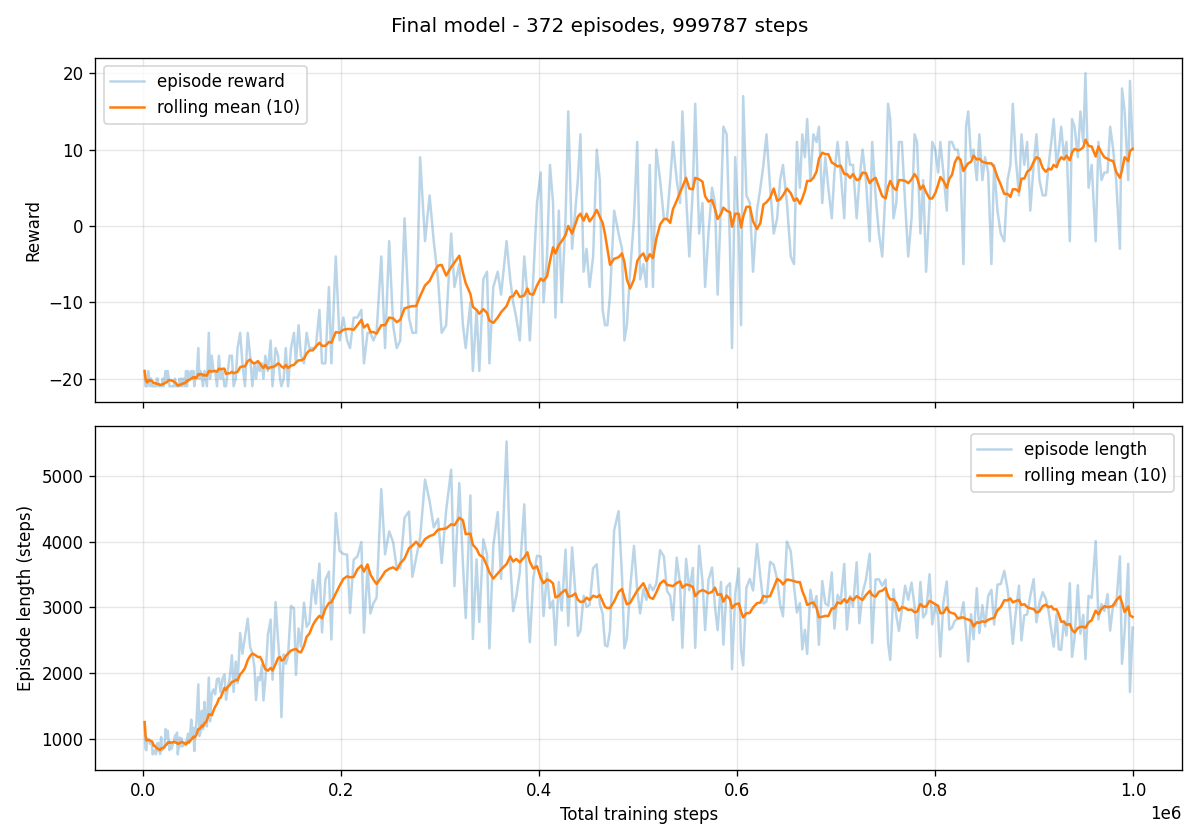 Final model - 372 episodes, 999787 steps
episode reward
rolling mean (10)
20
10
0
−10
−20
Reward
episode length
rolling mean (10)
5000
4000
3000
2000
1000
Episode length (steps)
0.0 0.2 0.4 0.6 0.8 1.0
Total training steps
1e6